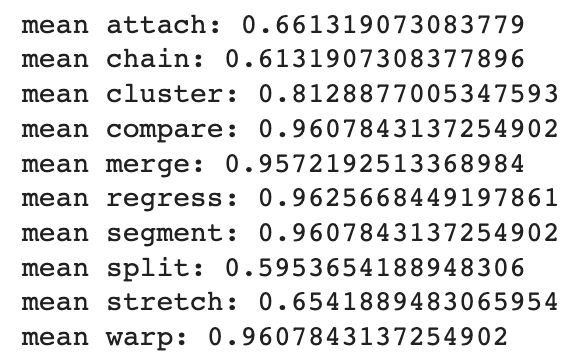 mean attach: 0.661319073083779
mean chain: 0.6131907308377896
mean cluster: 0.8128877005347593
mean compare: 0.9607843137254902
mean merge: 0.9572192513368984
mean regress: 0.9625668449197861
mean segment: 0.9607843137254902
mean split: 0.5953654188948306
mean stretch: 0.6541889483065954
mean warp: 0.9607843137254902